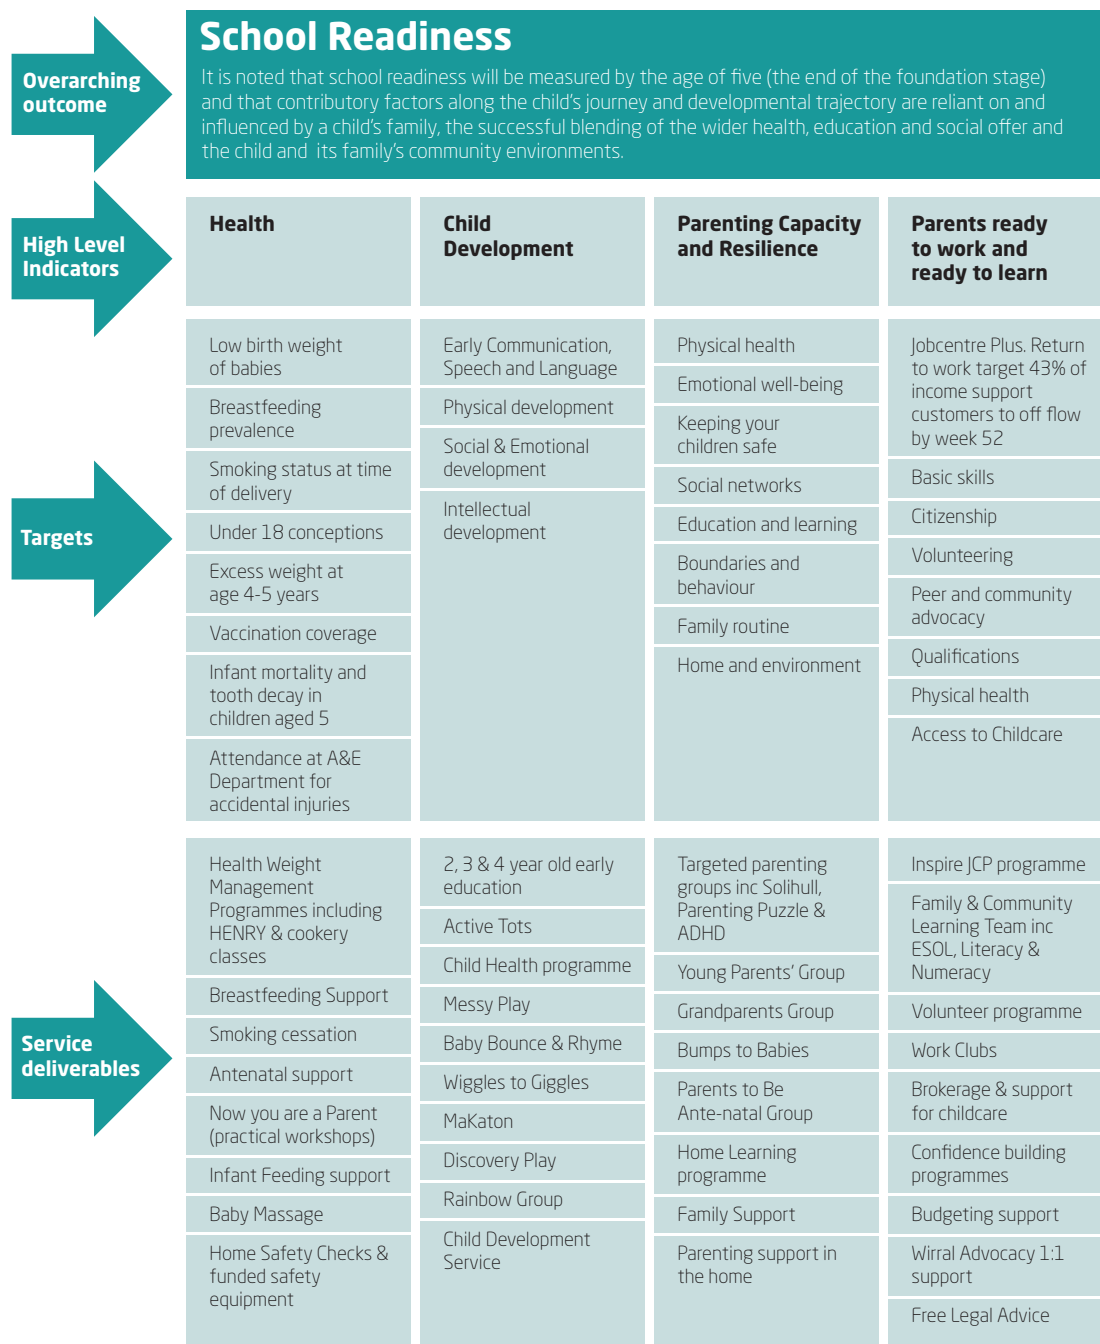 Overarching
outcome
School Readiness
It is noted that school readiness will be measured by the age of five (the end of the foundation stage)
and that contributory factors along the child's journey and developmental trajectory are reliant on and
influenced by a child's family, the successful blending of the wider health, education and social offer and
the child and its family's community environments.
High Level
Indicators
Health
Child
Development
Parenting Capacity
and Resilience
Parents ready
to work and
ready to learn
Targets
Low birth weight
of babies
Breastfeeding
prevalence
Smoking status at time
of delivery
Under 18 conceptions
Excess weight at
age 4-5 years
Vaccination coverage
Infant mortality and
tooth decay in
children aged 5
Attendance at A&E
Department for
accidental injuries
Early Communication,
Speech and Language
Physical development
Social & Emotional
development
Intellectual
development
Physical health
Emotional well-being
Keeping your
children safe
Social networks
Education and learning
Boundaries and
behaviour
Family routine
Home and environment
Jobcentre Plus. Return
to work target 43% of
income support
customers to off flow
by week 52
Basic skills
Citizenship
Volunteering
Peer and community
advocacy
Qualifications
Physical health
Access to Childcare
Service
deliverables
Health Weight
Management
Programmes including
HENRY & cookery
classes
Breastfeeding Support
Smoking cessation
Antenatal support
Now you are a Parent
(practical workshops)
Infant Feeding support
Baby Massage
Home Safety Checks &
funded safety
equipment
2, 3 & 4 year old early
education
Active Tots
Child Health programme
Messy Play
Baby Bounce & Rhyme
Wiggles to Giggles
MaKaton
Discovery Play
Rainbow Group
Child Development
Service
Targeted parenting
groups inc Solihull,
Parenting Puzzle &
ADHD
Young Parents' Group
Grandparents Group
Bumps to Babies
Parents to Be
Ante-natal Group
Home Learning
programme
Family Support
Parenting support in
the home
Inspire JCP programme
Family & Community
Learning Team inc
ESOL, Literacy &
Numeracy
Volunteer programme
Work Clubs
Brokerage & support
for childcare
Confidence building
programmes
Budgeting support
Wirral Advocacy 1:1
support
Free Legal Advice